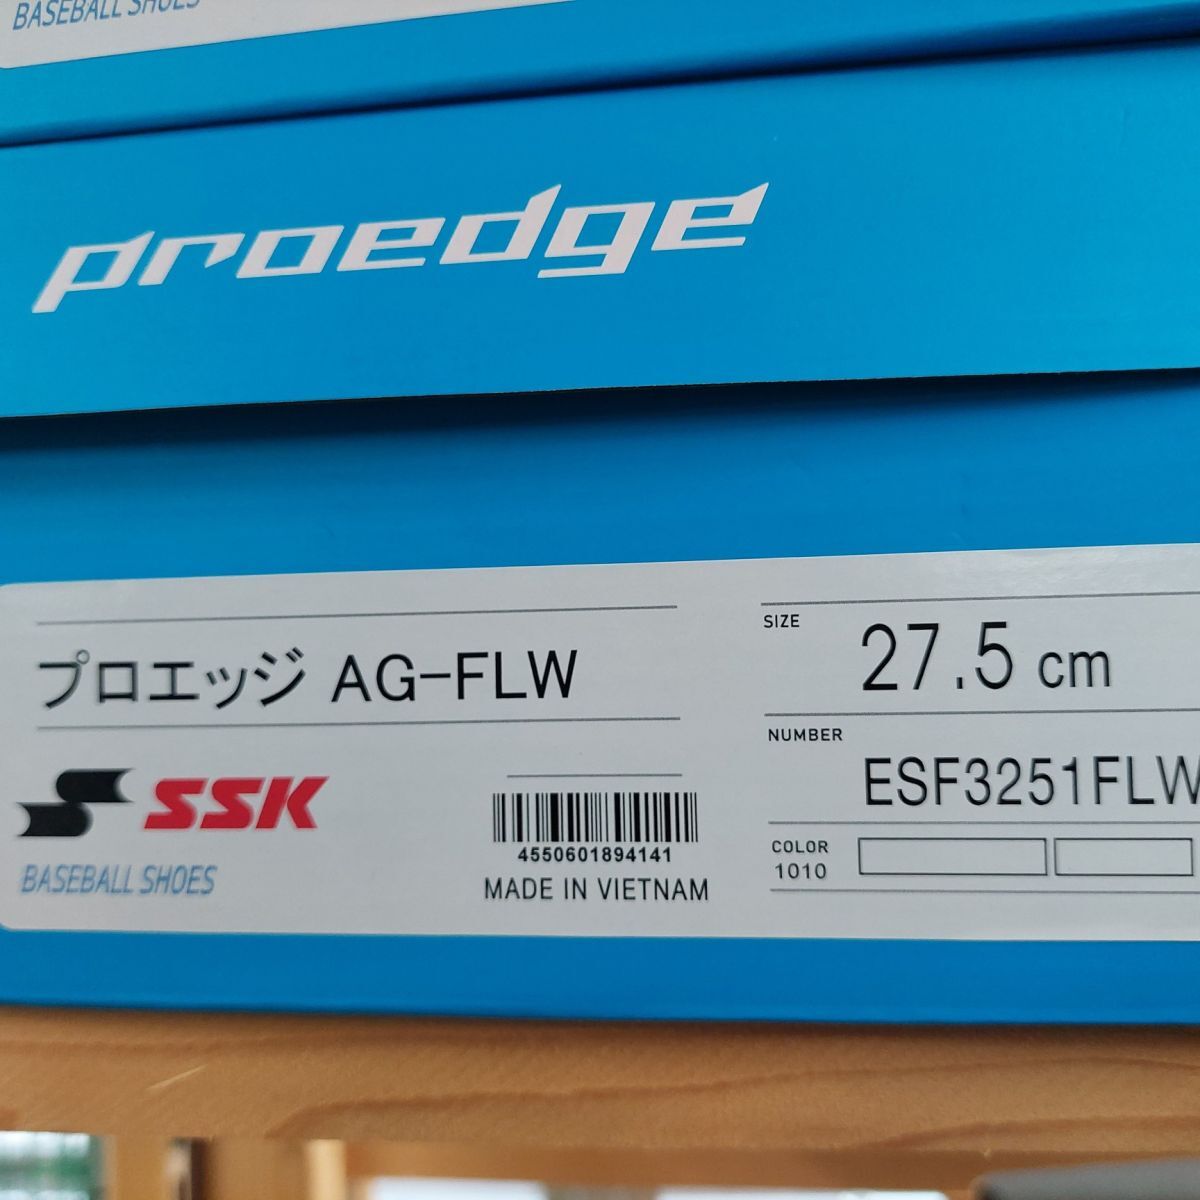 BASEBALL SHOES
proedge
プロエッジ AG-FLW
SIZE
27.5 cm
NUMBER
ESF3251FLW
SSK
BASEBALL SHOES
4550601894141
MADE IN VIETNAM
COLOR
1010